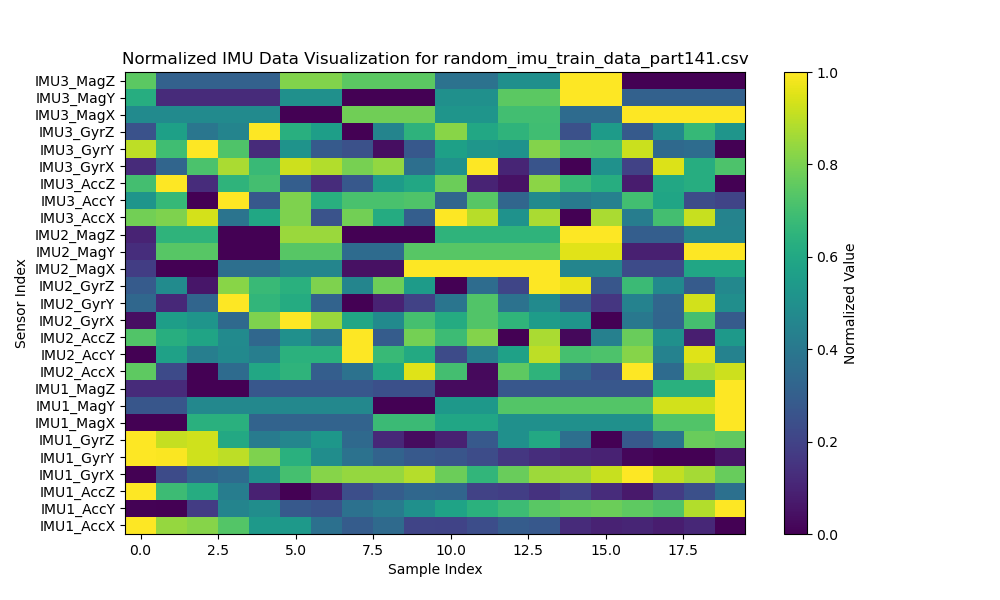 Normalized IMU Data Visualization for random_imu_train_data_part141.csv
Sensor Index
IMU3_MagZ
IMU3_MagY
IMU3_MagX
IMU3_GyrZ
IMU3_GyrY
IMU3_GyrX
IMU3_AccZ
IMU3_AccY
IMU3_AccX
IMU2_MagZ
IMU2_MagY
IMU2_MagX
IMU2_GyrZ
IMU2_GyrY
IMU2_GyrX
IMU2_AccZ
IMU2_AccY
IMU2_AccX
IMU1_MagZ
IMU1_MagY
IMU1_MagX
IMU1_GyrZ
IMU1_GyrY
IMU1_GyrX
IMU1_AccZ
IMU1_AccY
IMU1_AccX
0.0 2.5 5.0 7.5 10.0 12.5 15.0 17.5
Sample Index
1.0
0.8
0.6
0.4
0.2
0.0
Normalized Value